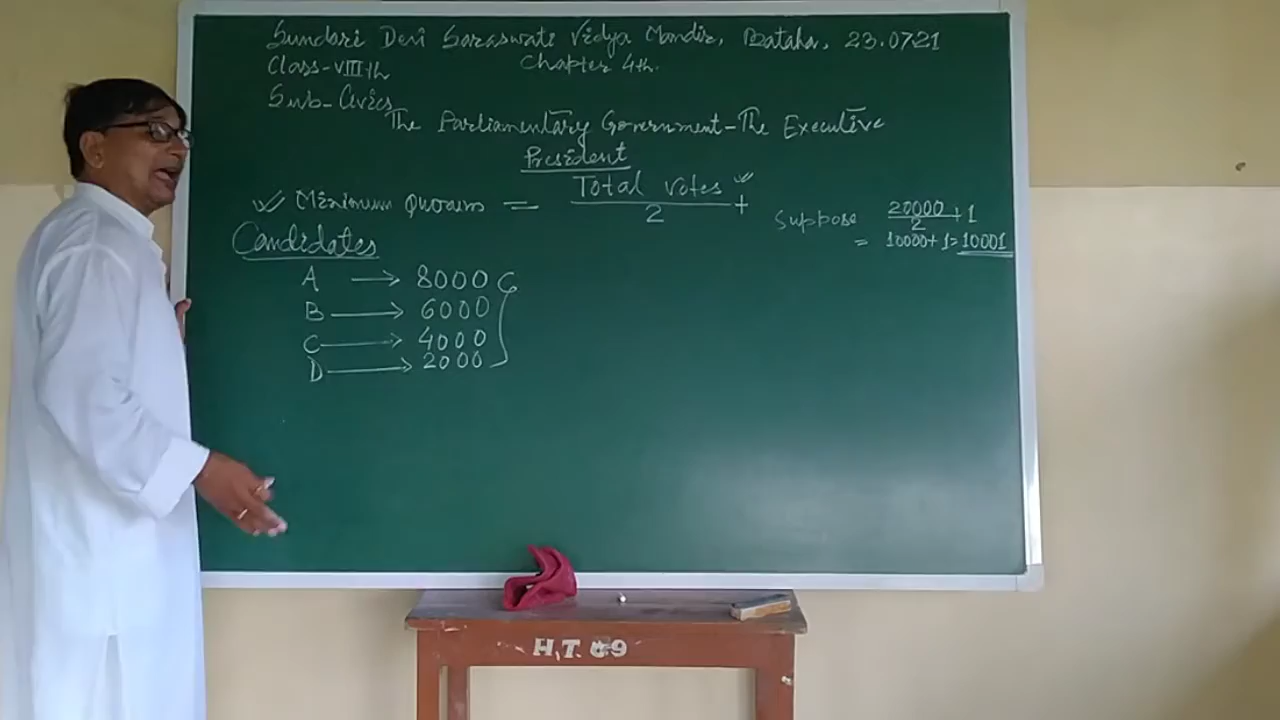 Sundari Devi Saraswati Vidya Mandir, Bataha, 23.07.21
Class-VIIIth
Chapter 4th.
Sub-Civics
The Parliamentary Government-The Executive
President
Minimum Quorum = Total votes / 2 +
Suppose 20000 / 2 + 1
= 10000+1=10001
Candidates
A → 8000
B → 6000
C → 4000
D → 2000
H.T. 69